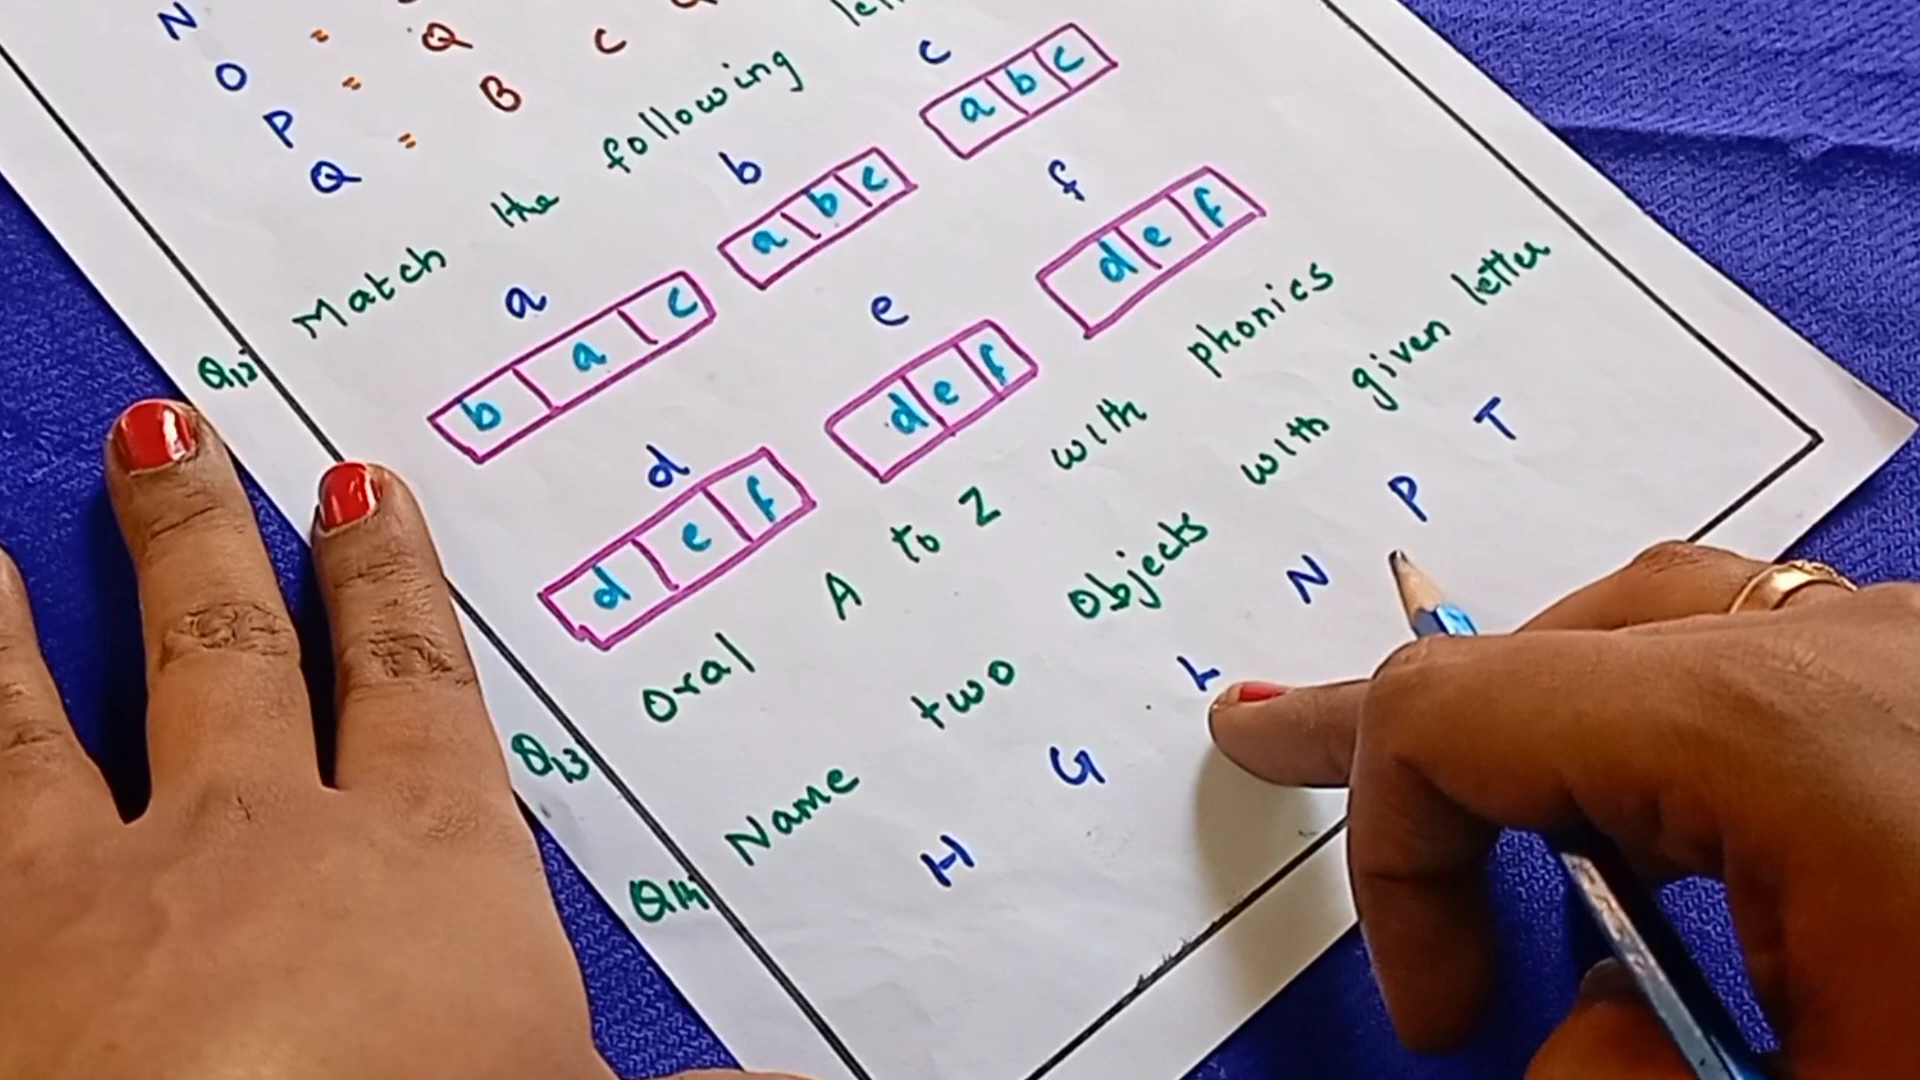 N
O = Q
P = B C
Q =
Q12 Match the following
a b c
b a c a b c a b c
d e f
d e f d e f d e f
Q13 Oral A to Z with phonics
Q14 Name two Objects with given letter
H G L N P T